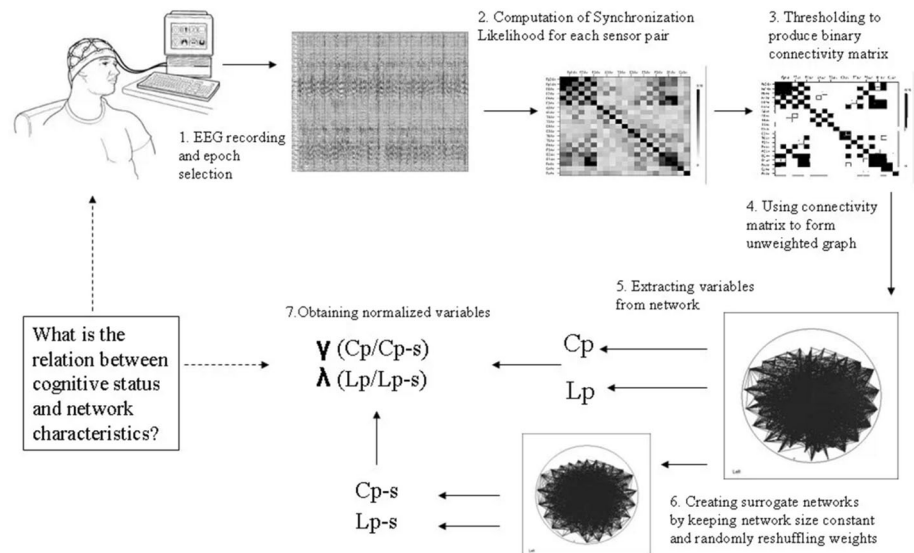 2. Computation of Synchronization
Likelihood for each sensor pair
3. Thresholding to
produce binary
connectivity matrix
1. EEG recording
and epoch
selection
4. Using connectivity
matrix to form
unweighted graph
5. Extracting variables
from network
7.Obtaining normalized variables
What is the
relation between
cognitive status
and network
characteristics?
γ (Cp/Cp-s)
λ (Lp/Lp-s)
Cp
Lp
Left
Cp-s
Lp-s
Left
6. Creating surrogate networks
by keeping network size constant
and randomly reshuffling weights